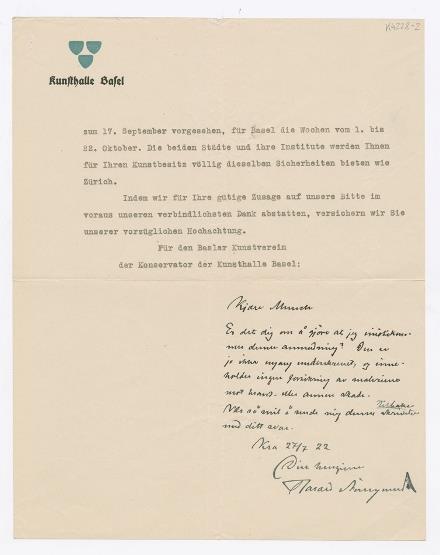 K4228-2
Kunsthalle Basel
zum 17. September vorgesehen, für Basel die Wochen vom 1. bis
22. Oktober. Die beiden Städte und ihre Institute werden Ihnen
für Ihren Kunstbesitz völlig dieselben Sicherheiten bieten wie
Zürich.
Indem wir für Ihre gütige Zusage auf unsere Bitte im
voraus unseren verbindlichsten Dank abstatten, versichern wir Sie
unserer vorzüglichen Hochachtung.
Für den Basler Kunstverein
der Konservator der Kunsthalle Basel:
Kjære Munch
Er det dig om å gjøre at jeg
denne anmodning? Den er
jo ikke underskrevet, og inne-
holder ingen forsikring av malerierne
mot brand- eller annen skade.
Vær så snil å sende mig denne skrivelse
tilbake
med ditt svar.
Kra 27/7 22
Din hengivne
Harald